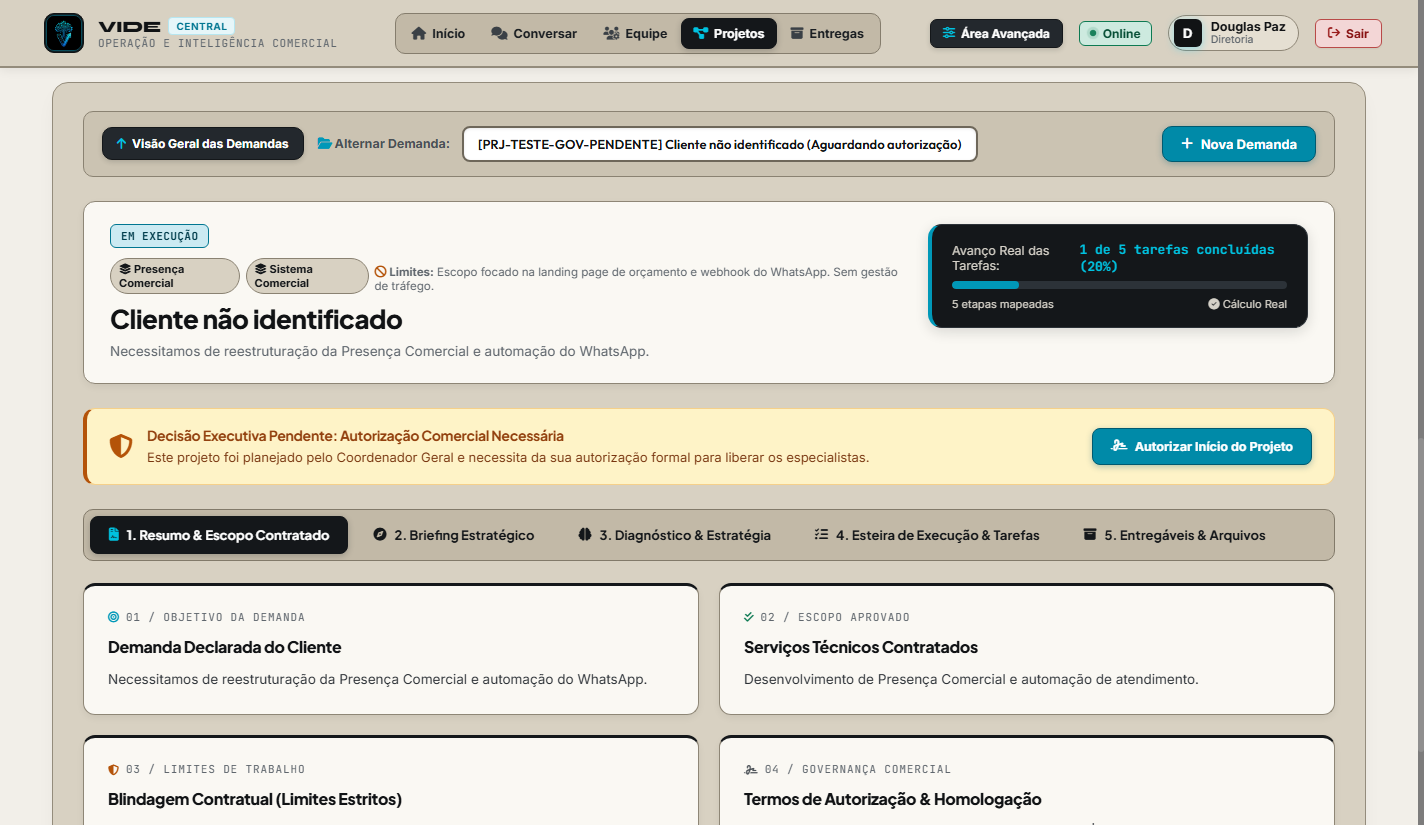 VIDE CENTRAL
OPERAÇÃO E INTELIGÊNCIA COMERCIAL
Início
Conversar
Equipe
Projetos
Entregas
Área Avançada
Online
D
Douglas Paz
Diretoria
Sair
Visão Geral das Demandas
Alternar Demanda:
[PRJ-TESTE-GOV-PENDENTE] Cliente não identificado (Aguardando autorização)
Nova Demanda
EM EXECUÇÃO
Presença
Comercial
Sistema
Comercial
Limites: Escopo focado na landing page de orçamento e webhook do WhatsApp. Sem gestão
de tráfego.
Cliente não identificado
Necessitamos de reestruturação da Presença Comercial e automação do WhatsApp.
Avanço Real das
Tarefas:
1 de 5 tarefas concluídas
(20%)
5 etapas mapeadas
Cálculo Real
Decisão Executiva Pendente: Autorização Comercial Necessária
Este projeto foi planejado pelo Coordenador Geral e necessita da sua autorização formal para liberar os especialistas.
Autorizar Início do Projeto
1. Resumo & Escopo Contratado
2. Briefing Estratégico
3. Diagnóstico & Estratégia
4. Esteira de Execução & Tarefas
5. Entregáveis & Arquivos
01 / OBJETIVO DA DEMANDA
Demanda Declarada do Cliente
Necessitamos de reestruturação da Presença Comercial e automação do WhatsApp.
02 / ESCOPO APROVADO
Serviços Técnicos Contratados
Desenvolvimento de Presença Comercial e automação de atendimento.
03 / LIMITES DE TRABALHO
Blindagem Contratual (Limites Estritos)
04 / GOVERNANÇA COMERCIAL
Termos de Autorização & Homologação